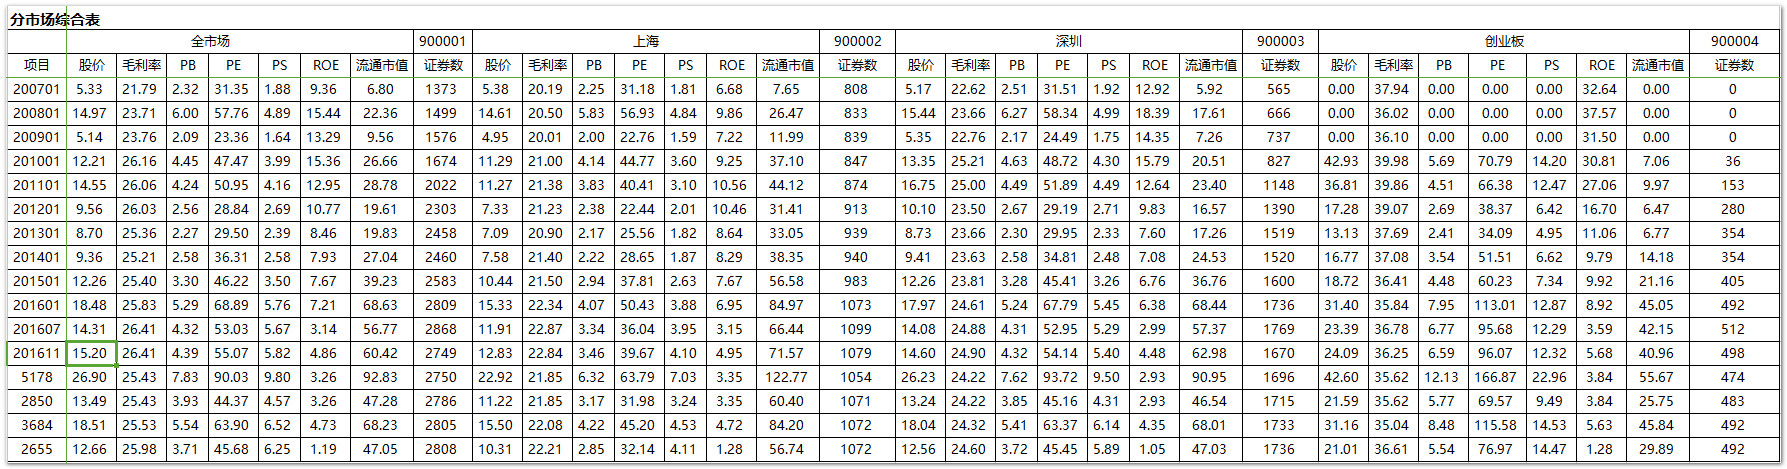 分市场综合表
全市场 900001 上海 900002 深圳 900003 创业板 900004
项目 股价 毛利率 PB PE PS ROE 流通市值 证券数 股价 毛利率 PB PE PS ROE 流通市值 证券数 股价 毛利率 PB PE PS ROE 流通市值 证券数 股价 毛利率 PB PE PS ROE 流通市值 证券数
200701 5.33 21.79 2.32 31.35 1.88 9.36 6.80 1373 5.38 20.19 2.25 31.18 1.81 6.68 7.65 808 5.17 22.62 2.51 31.51 1.92 12.92 5.92 565 0.00 37.94 0.00 0.00 0.00 32.64 0.00 0
200801 14.97 23.71 6.00 57.76 4.89 15.44 22.36 1499 14.61 20.50 5.83 56.93 4.84 9.86 26.47 833 15.44 23.66 6.27 58.34 4.99 18.39 17.61 666 0.00 36.02 0.00 0.00 0.00 37.57 0.00 0
200901 5.14 23.76 2.09 23.36 1.64 13.29 9.56 1576 4.95 20.01 2.00 22.76 1.59 7.22 11.99 839 5.35 22.76 2.17 24.49 1.75 14.35 7.26 737 0.00 36.10 0.00 0.00 0.00 31.50 0.00 0
201001 12.21 26.16 4.45 47.47 3.99 15.36 26.66 1674 11.29 21.00 4.14 44.77 3.60 9.25 37.10 847 13.35 25.21 4.63 48.72 4.30 15.79 20.51 827 42.93 39.98 5.69 70.79 14.20 30.81 7.06 36
201101 14.55 26.06 4.24 50.95 4.16 12.95 28.78 2022 11.27 21.38 3.83 40.41 3.10 10.56 44.12 874 16.75 25.00 4.49 51.89 4.49 12.64 23.40 1148 36.81 39.86 4.51 66.38 12.47 27.06 9.97 153
201201 9.56 26.03 2.56 28.84 2.69 10.77 19.61 2303 7.33 21.23 2.38 22.44 2.01 10.46 31.41 913 10.10 23.50 2.67 29.19 2.71 9.83 16.57 1390 17.28 39.07 2.69 38.37 6.42 16.70 6.47 280
201301 8.70 25.36 2.27 29.50 2.39 8.46 19.83 2458 7.09 20.90 2.17 25.56 1.82 8.64 33.05 939 8.73 23.66 2.30 29.95 2.33 7.60 17.26 1519 13.13 37.69 2.41 34.09 4.95 11.06 6.77 354
201401 9.36 25.21 2.58 36.31 2.58 7.93 27.04 2460 7.58 21.40 2.22 28.65 1.87 8.29 38.35 940 9.41 23.63 2.58 34.81 2.48 7.08 24.53 1520 16.77 37.08 3.54 51.51 6.62 9.79 14.18 354
201501 12.26 25.40 3.30 46.22 3.50 7.67 39.23 2583 10.44 21.50 2.94 37.81 2.63 7.67 56.58 983 12.26 23.81 3.28 45.41 3.26 6.76 36.76 1600 18.72 36.41 4.48 60.23 7.34 9.92 21.16 405
201601 18.48 25.83 5.29 68.89 5.76 7.21 68.63 2809 15.33 22.34 4.07 50.43 3.88 6.95 84.97 1073 17.97 24.61 5.24 67.79 5.45 6.38 68.44 1736 31.40 35.84 7.95 113.01 12.87 8.92 45.05 492
201607 14.31 26.41 4.32 53.03 5.67 3.14 56.77 2868 11.91 22.87 3.34 36.04 3.95 3.15 66.44 1099 14.08 24.88 4.31 52.95 5.29 2.99 57.37 1769 23.39 36.78 6.77 95.68 12.29 3.59 42.15 512
201611 15.20 26.41 4.39 55.07 5.82 4.86 60.42 2749 12.83 22.84 3.46 39.67 4.10 4.95 71.57 1079 14.60 24.90 4.32 54.14 5.40 4.48 62.98 1670 24.09 36.25 6.59 96.07 12.32 5.68 40.96 498
5178 26.90 25.43 7.83 90.03 9.80 3.26 92.83 2750 22.92 21.85 6.32 63.79 7.03 3.35 122.77 1054 26.23 24.22 7.62 93.72 9.50 2.93 90.95 1696 42.60 35.62 12.13 166.87 22.96 3.84 55.67 474
2850 13.49 25.43 3.93 44.37 4.57 3.26 47.28 2786 11.22 21.85 3.17 31.98 3.24 3.35 60.40 1071 13.24 24.22 3.85 45.16 4.31 2.93 46.54 1715 21.59 35.62 5.77 69.57 9.49 3.84 25.75 483
3684 18.51 25.53 5.54 63.90 6.52 4.73 68.23 2805 15.50 22.08 4.22 45.20 4.53 4.72 84.20 1072 18.04 24.32 5.41 63.37 6.14 4.35 68.01 1733 31.16 35.04 8.48 115.58 14.53 5.63 45.84 492
2655 12.66 25.98 3.71 45.68 6.25 1.19 47.05 2808 10.31 22.21 2.85 32.14 4.11 1.28 56.74 1072 12.56 24.60 3.72 45.45 5.89 1.05 47.03 1736 21.01 36.61 5.54 76.97 14.47 1.28 29.89 492